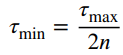 τ_min = τ_max / 2n